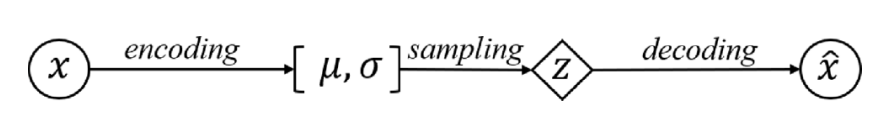 x encoding [ μ, σ ] sampling z decoding x̂